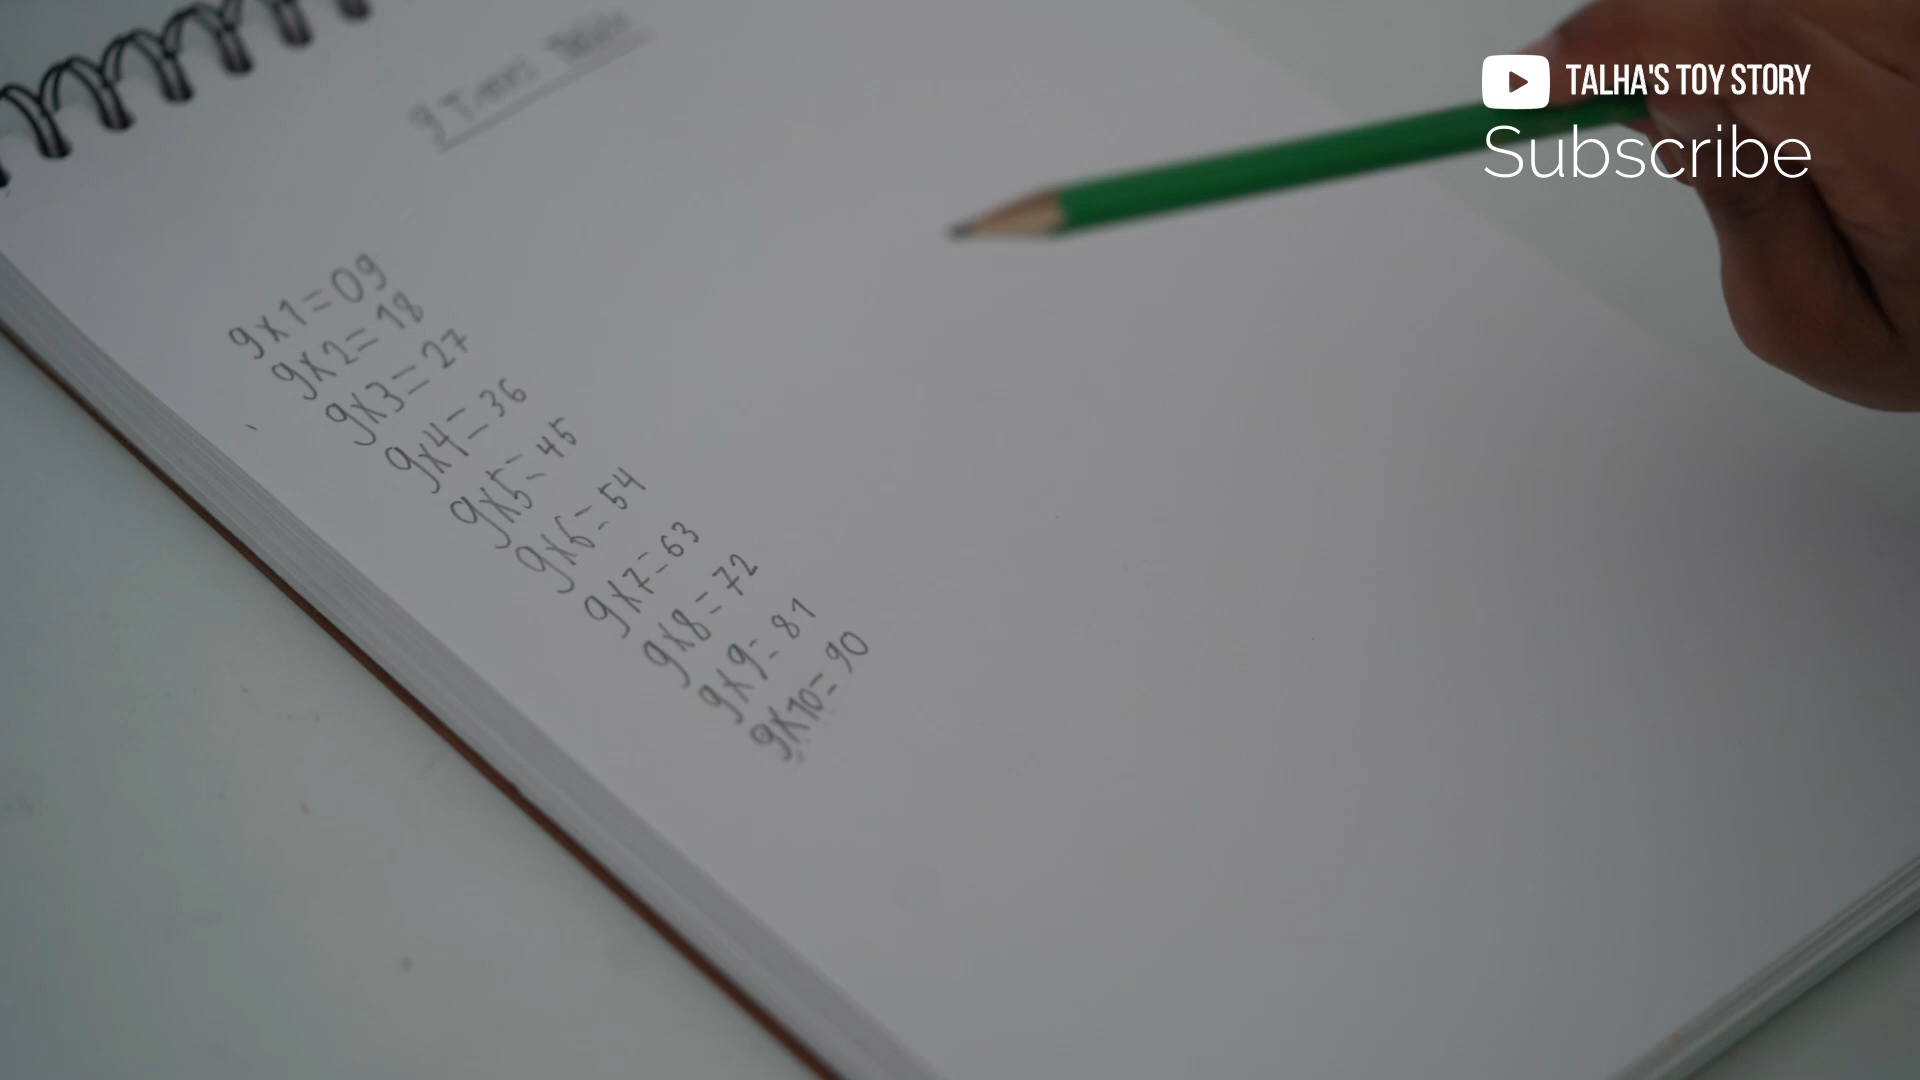 TALHA'S TOY STORY
Subscribe
9 Times Table
9x1=09
9x2=18
9x3=27
9x4=36
9x5=45
9x6=54
9x7=63
9x8=72
9x9=81
9x10=90